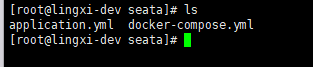 [root@lingxi-dev seata]# ls
application.yml  docker-compose.yml
[root@lingxi-dev seata]#